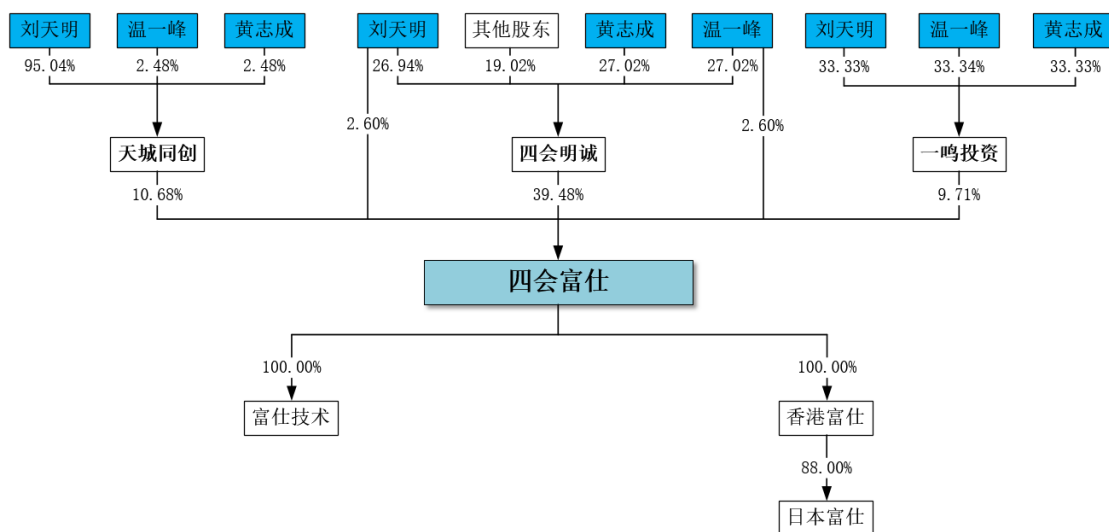 刘天明 温一峰 黄志成 刘天明 其他股东 黄志成 温一峰 刘天明 温一峰 黄志成
95.04% 2.48% 2.48% 26.94% 19.02% 27.02% 27.02% 33.33% 33.34% 33.33%
2.60% 2.60%
天城同创 四会明诚 一鸣投资
10.68% 39.48% 9.71%
四会富仕
100.00% 100.00%
富仕技术 香港富仕
88.00%
日本富仕